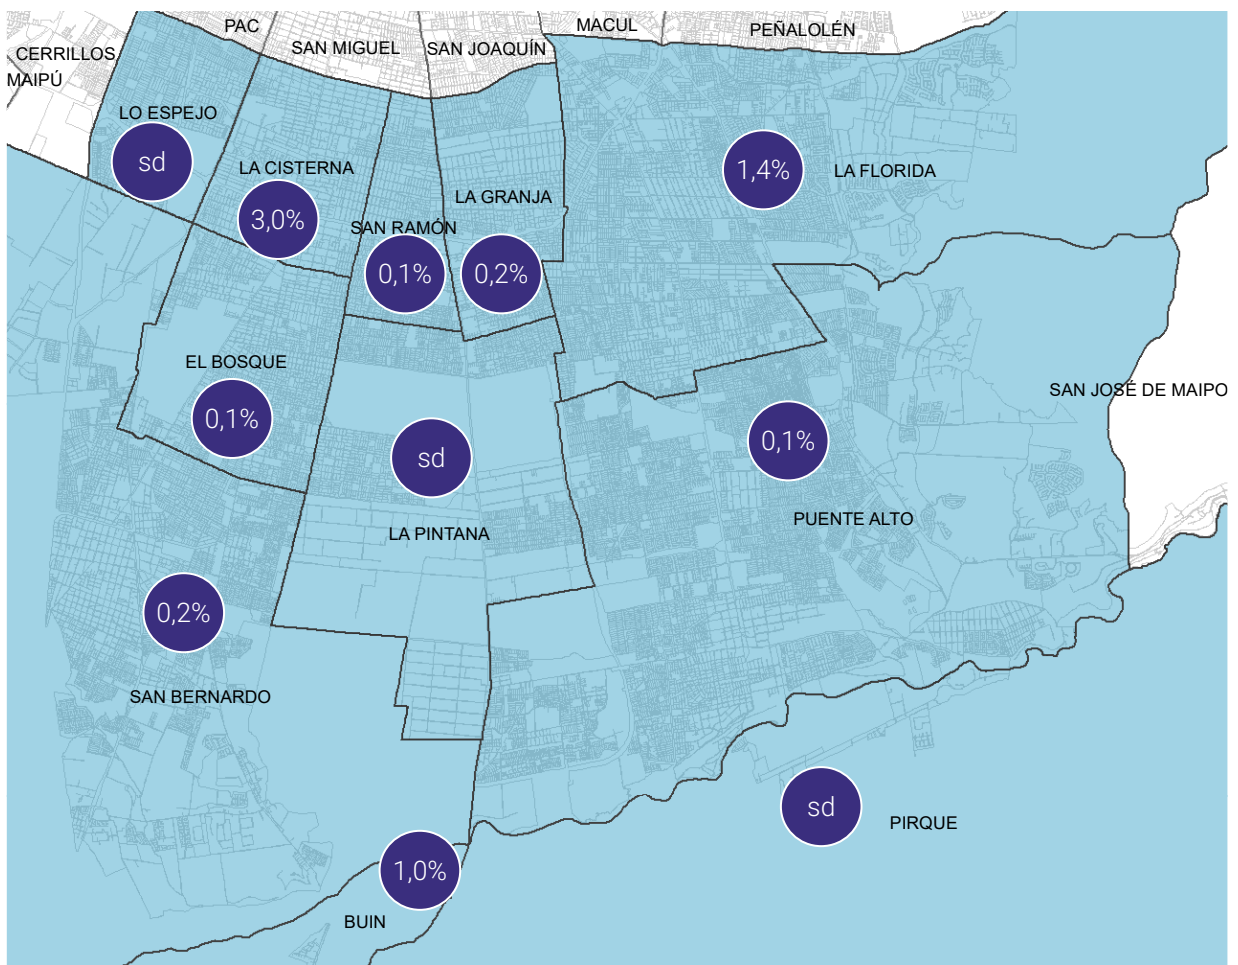 PAC
MACUL
PEÑALOLÉN
CERRILLOS
SAN MIGUEL
SAN JOAQUÍN
MAIPÚ
LO ESPEJO
sd
LA CISTERNA
3,0%
SAN RAMÓN
0,1%
LA GRANJA
0,2%
1,4%
LA FLORIDA
EL BOSQUE
0,1%
sd
LA PINTANA
0,1%
PUENTE ALTO
SAN JOSÉ DE MAIPO
0,2%
SAN BERNARDO
sd
PIRQUE
1,0%
BUIN